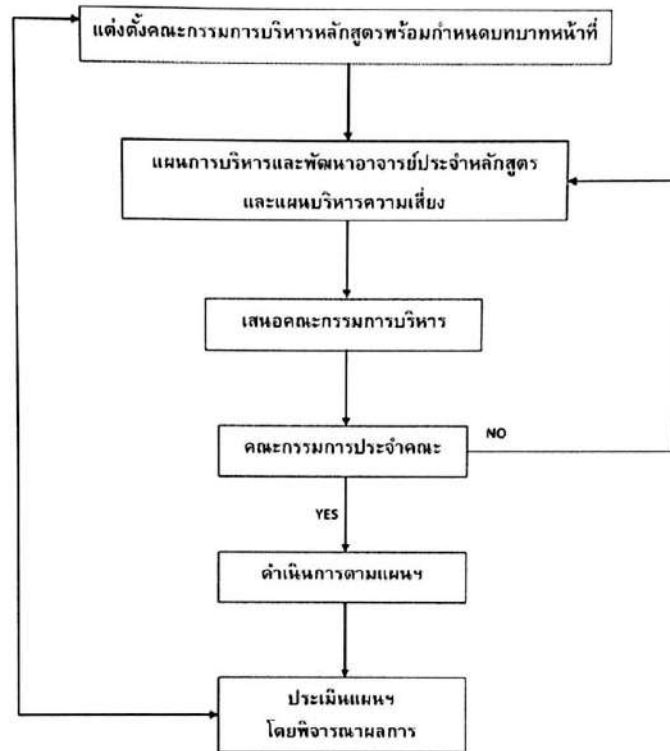 แต่งตั้งคณะกรรมการบริหารหลักสูตรพร้อมกำหนดบทบาทหน้าที่
แผนการบริหารและพัฒนาอาจารย์ประจำหลักสูตร
และแผนบริหารความเสี่ยง
เสนอคณะกรรมการบริหาร
คณะกรรมการประจำคณะ
NO
YES
ดำเนินการตามแผนฯ
ประเมินแผนฯ
โดยพิจารณาผลการ